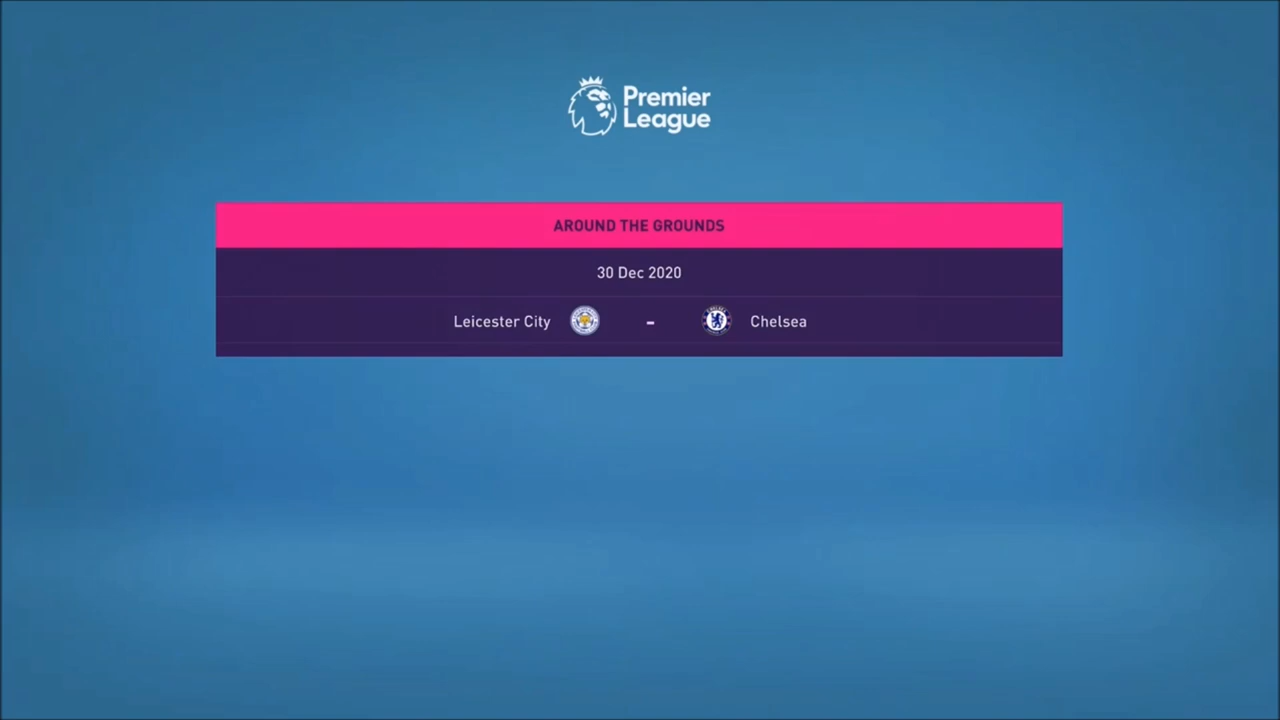 Premier
League
AROUND THE GROUNDS
30 Dec 2020
Leicester City - Chelsea